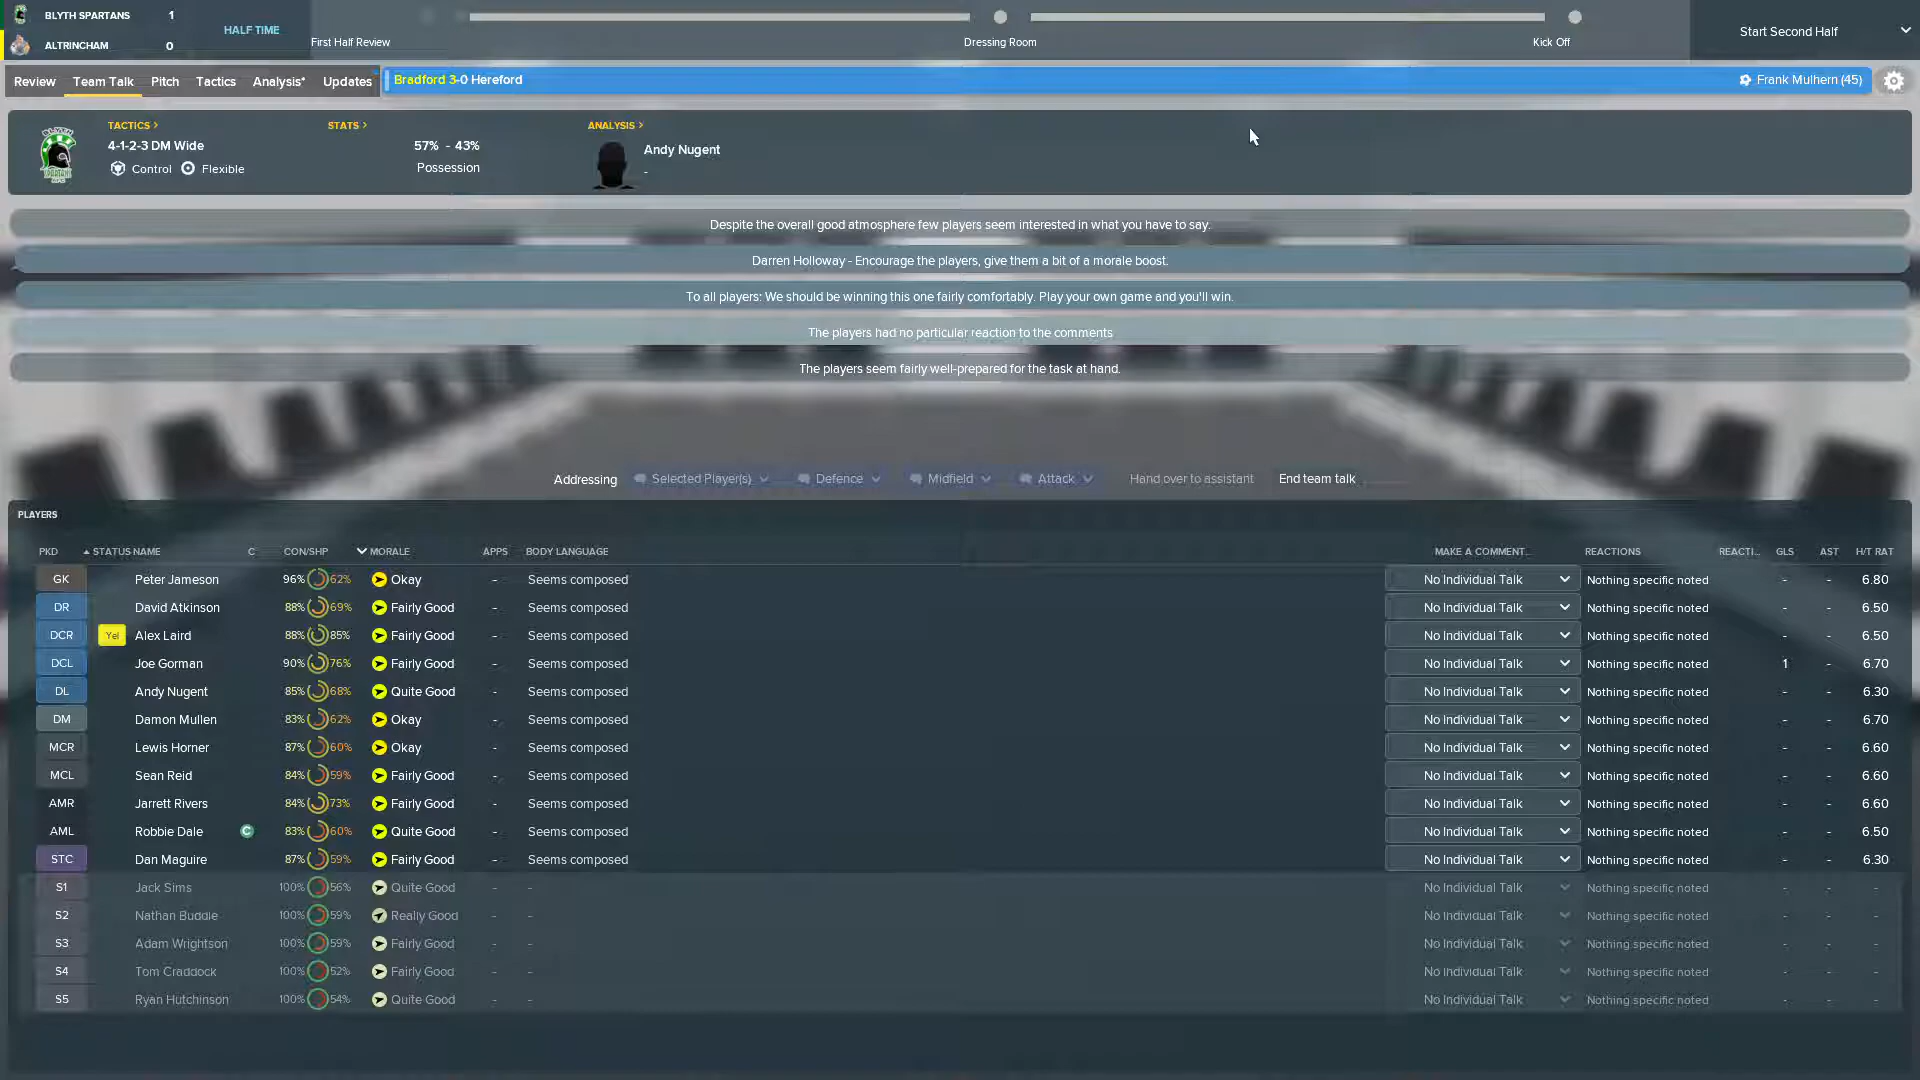 BLYTH SPARTANS 1
ALTRINCHAM 0
HALF TIME
First Half Review
Dressing Room
Kick Off
Start Second Half
Review Team Talk Pitch Tactics Analysis* Updates
Bradford 3-0 Hereford
Frank Mulhern (45)
TACTICS >
4-1-2-3 DM Wide
Control Flexible
STATS >
57% - 43%
Possession
ANALYSIS >
Andy Nugent
-
Despite the overall good atmosphere few players seem interested in what you have to say.
Darren Holloway - Encourage the players, give them a bit of a morale boost.
To all players: We should be winning this one fairly comfortably. Play your own game and you'll win.
The players had no particular reaction to the comments
The players seem fairly well-prepared for the task at hand.
Addressing Selected Player(s) Defence Midfield Attack Hand over to assistant End team talk
PLAYERS
PKD STATUS NAME C CON/SHP MORALE APPS BODY LANGUAGE MAKE A COMMENT... REACTIONS REACTI... GLS AST H/T RAT
GK Peter Jameson 96% 62% Okay - Seems composed No Individual Talk Nothing specific noted - - 6.80
DR David Atkinson 88% 69% Fairly Good - Seems composed No Individual Talk Nothing specific noted - - 6.50
DCR Yel Alex Laird 88% 85% Fairly Good - Seems composed No Individual Talk Nothing specific noted - - 6.50
DCL Joe Gorman 90% 76% Fairly Good - Seems composed No Individual Talk Nothing specific noted 1 - 6.70
DL Andy Nugent 85% 68% Quite Good - Seems composed No Individual Talk Nothing specific noted - - 6.30
DM Damon Mullen 83% 62% Okay - Seems composed No Individual Talk Nothing specific noted - - 6.70
MCR Lewis Horner 87% 60% Okay - Seems composed No Individual Talk Nothing specific noted - - 6.60
MCL Sean Reid 84% 59% Fairly Good - Seems composed No Individual Talk Nothing specific noted - - 6.60
AMR Jarrett Rivers 84% 73% Fairly Good - Seems composed No Individual Talk Nothing specific noted - - 6.60
AML Robbie Dale C 83% 60% Quite Good - Seems composed No Individual Talk Nothing specific noted - - 6.50
STC Dan Maguire 87% 59% Fairly Good - Seems composed No Individual Talk Nothing specific noted - - 6.30
S1 Jack Sims 100% 56% Quite Good - - No Individual Talk Nothing specific noted - - -
S2 Nathan Buddle 100% 59% Really Good - - No Individual Talk Nothing specific noted - - -
S3 Adam Wrightson 100% 59% Fairly Good - - No Individual Talk Nothing specific noted - - -
S4 Tom Craddock 100% 52% Fairly Good - - No Individual Talk Nothing specific noted - - -
S5 Ryan Hutchinson 100% 54% Quite Good - - No Individual Talk Nothing specific noted - - -